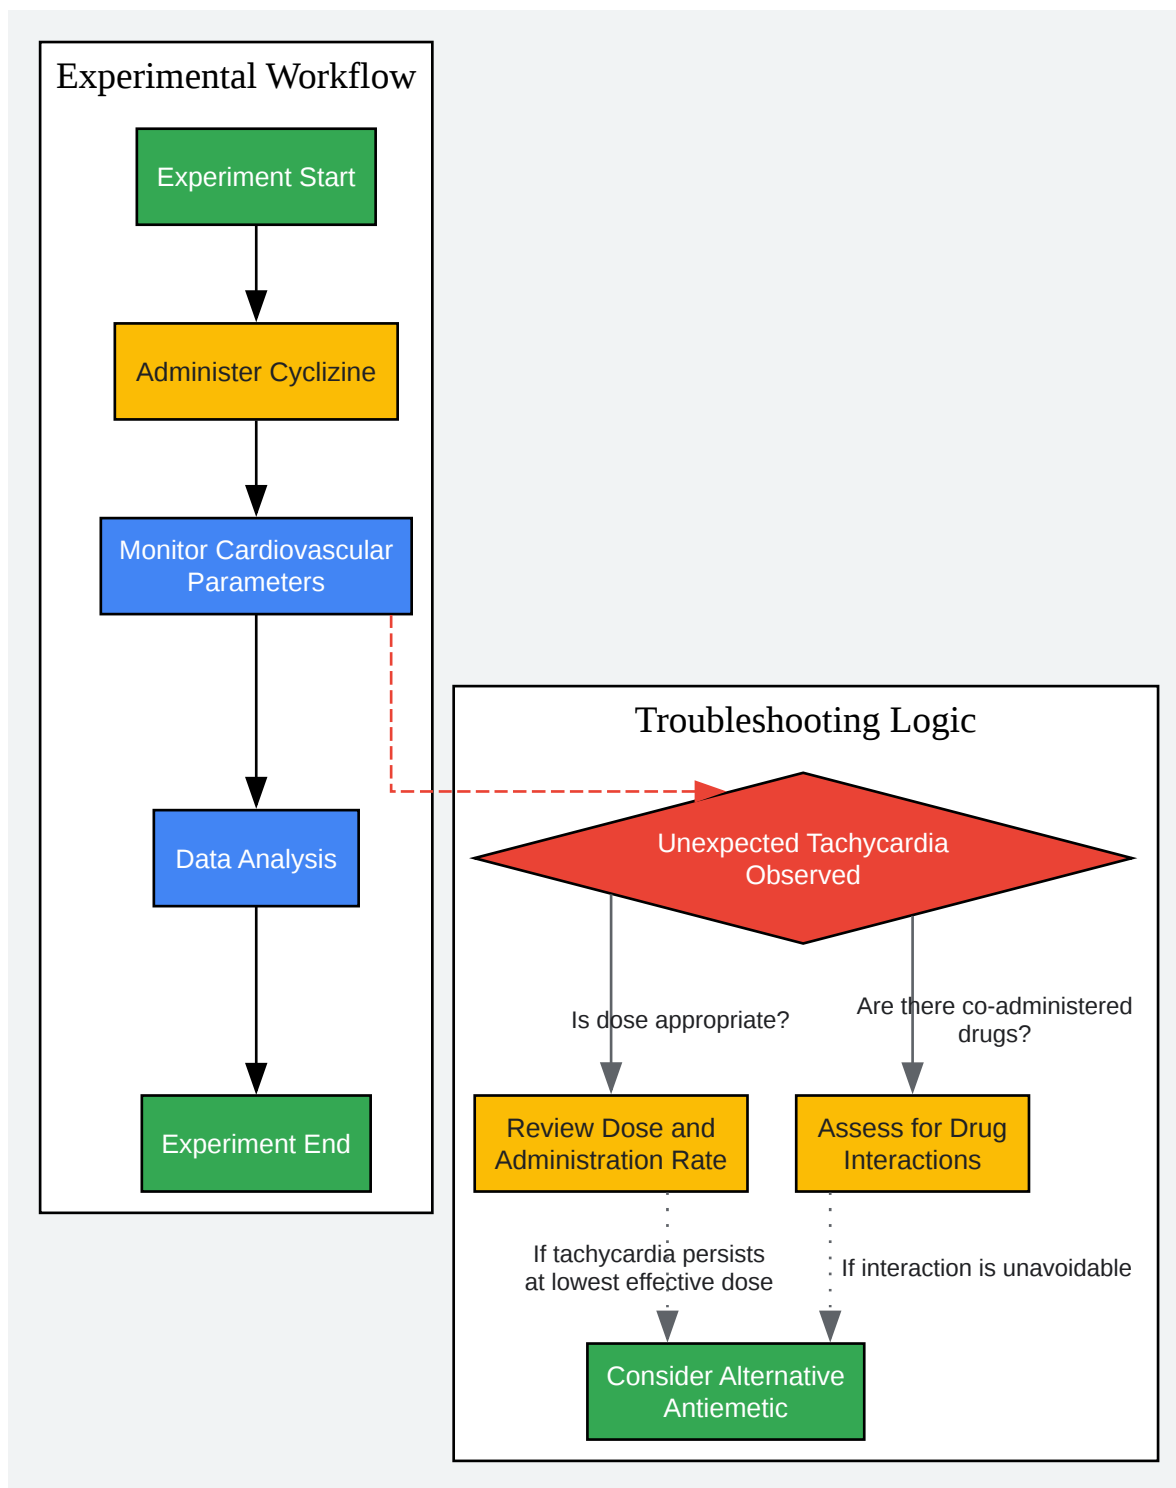 Experimental Workflow
Experiment Start
Administer Cyclizine
Monitor Cardiovascular
Parameters
Data Analysis
Experiment End
Troubleshooting Logic
Unexpected Tachycardia
Observed
Is dose appropriate?
Are there co-administered
drugs?
Review Dose and
Administration Rate
Assess for Drug
Interactions
If tachycardia persists
at lowest effective dose
If interaction is unavoidable
Consider Alternative
Antiemetic